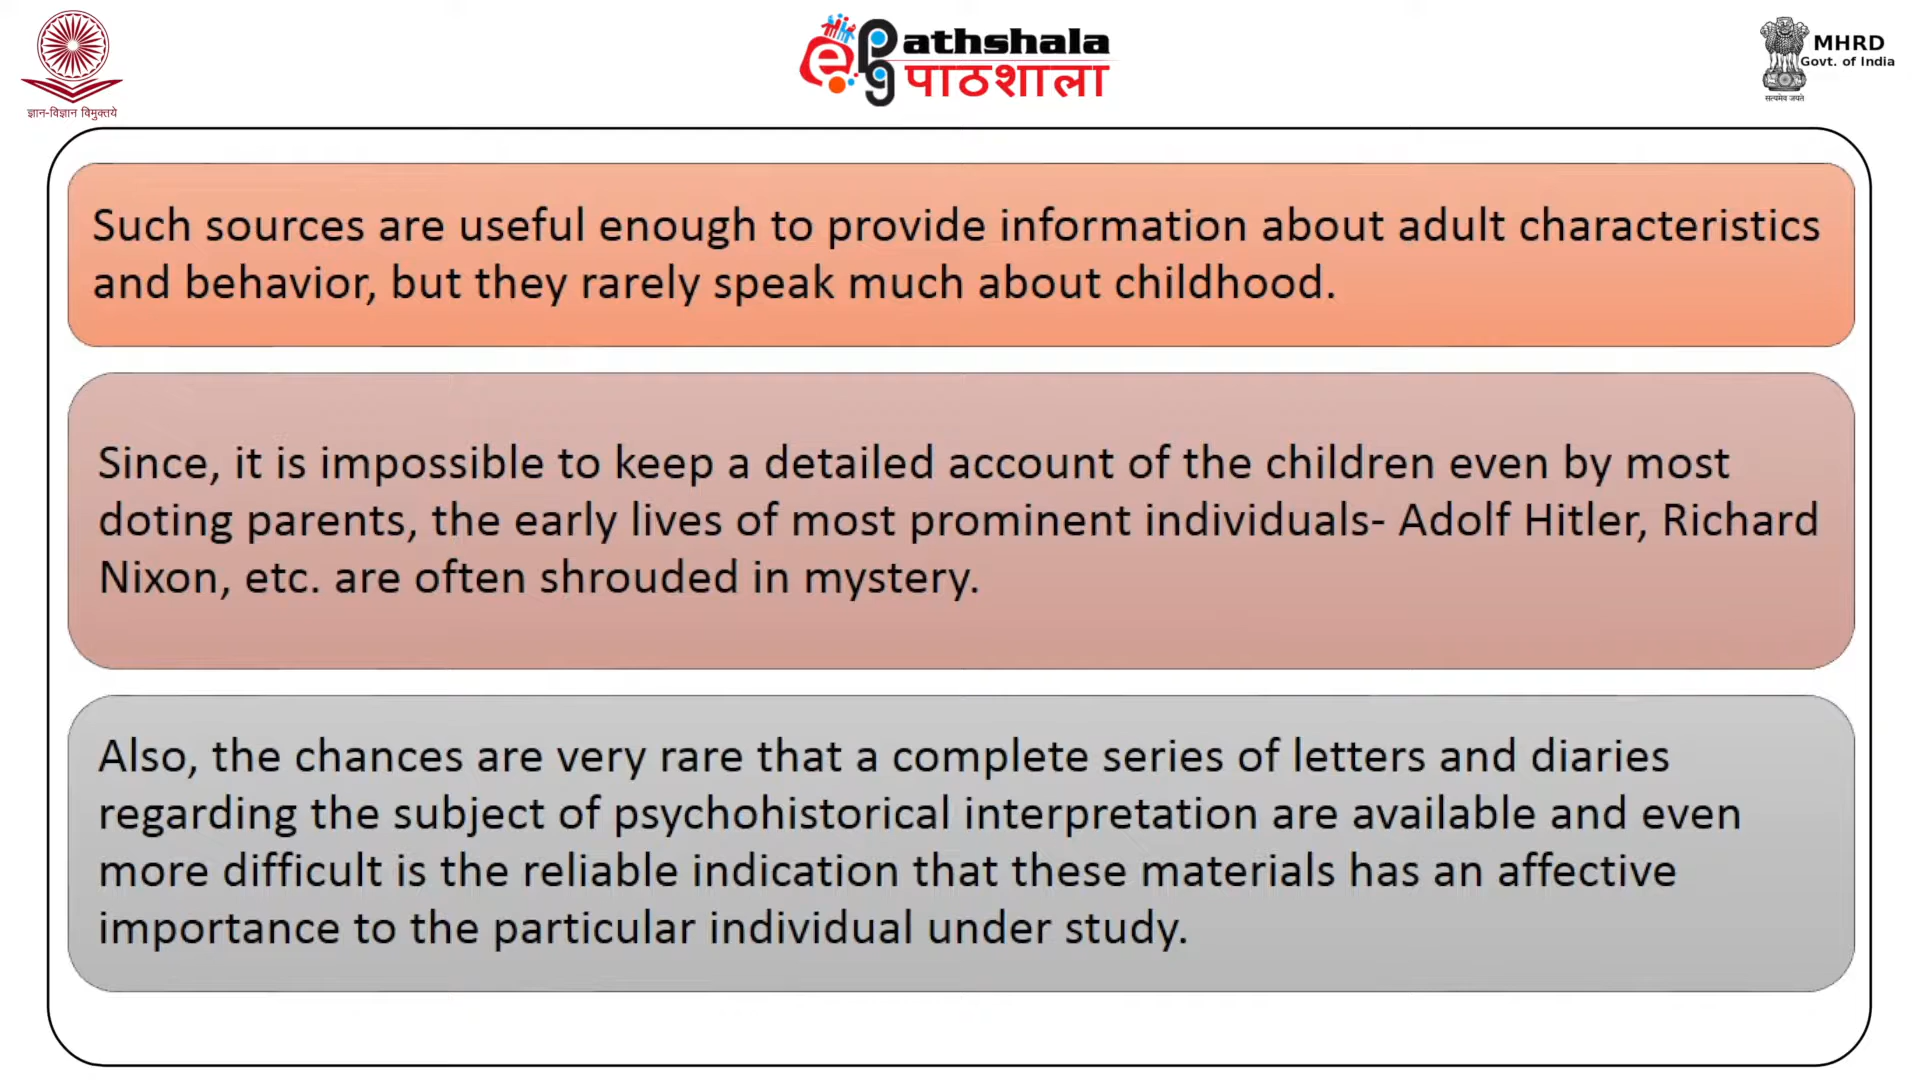 ज्ञान-विज्ञान विमुक्तये
e pg athshala
पाठशाला
MHRD
Govt. of India
सत्यमेव जयते
Such sources are useful enough to provide information about adult characteristics
and behavior, but they rarely speak much about childhood.
Since, it is impossible to keep a detailed account of the children even by most
doting parents, the early lives of most prominent individuals- Adolf Hitler, Richard
Nixon, etc. are often shrouded in mystery.
Also, the chances are very rare that a complete series of letters and diaries
regarding the subject of psychohistorical interpretation are available and even
more difficult is the reliable indication that these materials has an affective
importance to the particular individual under study.